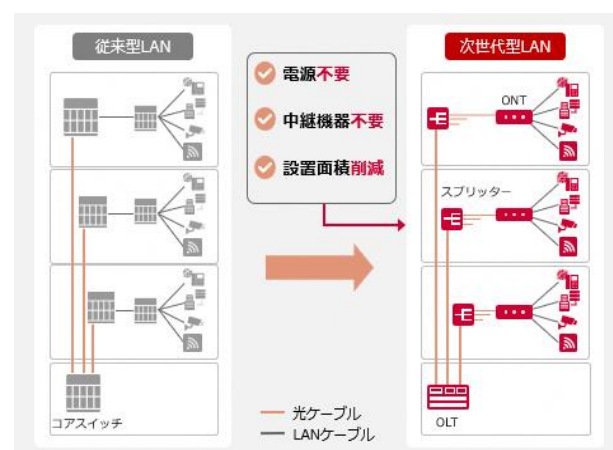 従来型LAN
コアスイッチ
電源不要
中継機器不要
設置面積削減
光ケーブル
LANケーブル
次世代型LAN
ONT
スプリッター
OLT